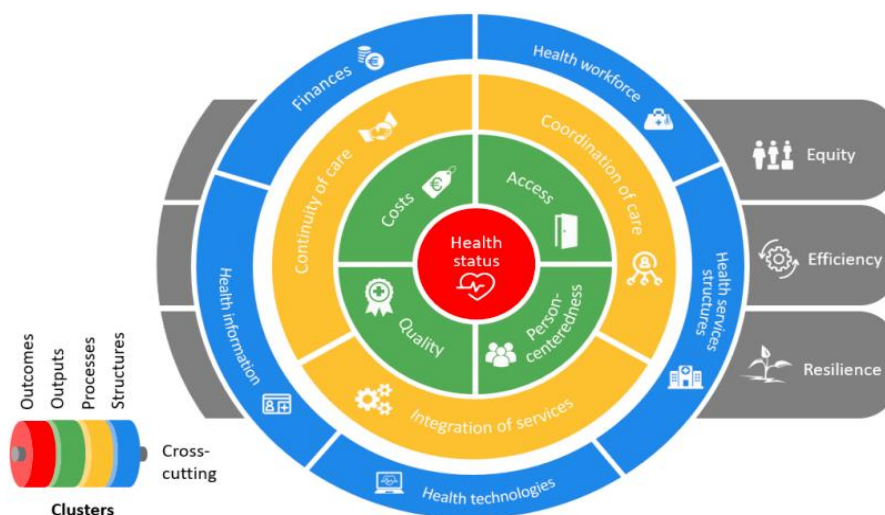 Finances
Health workforce
Continuity of care
Coordination of care
Costs
Access
Health
status
Quality
Person-
centeredness
Integration of services
Health information
Health services
structures
Health technologies
Equity
Efficiency
Resilience
Outcomes
Outputs
Processes
Structures
Cross-
cutting
Clusters